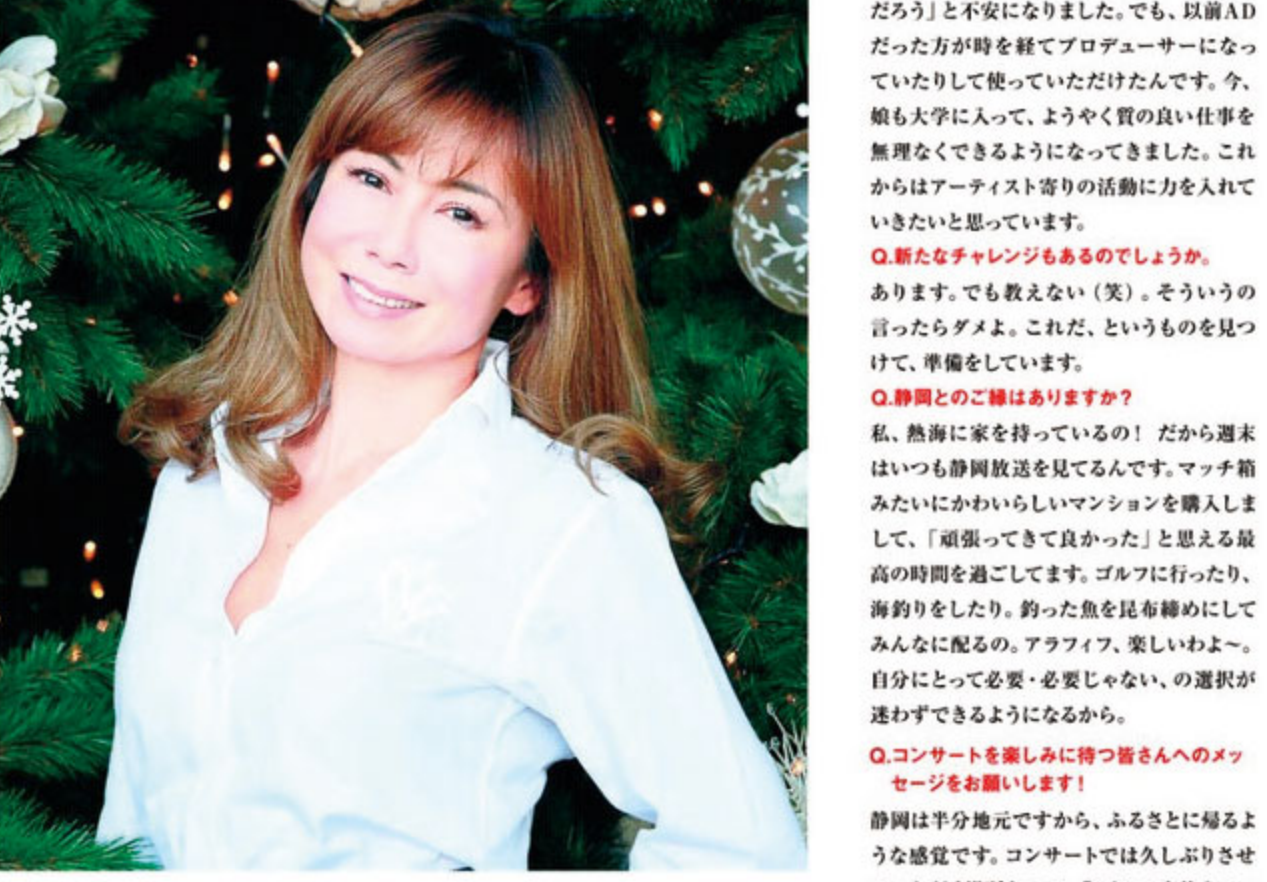 だろう」と不安になりました。でも、以前AD
だった方が時を経てプロデューサーになっ
ていたりして使っていただけたんです。今、
娘も大学に入って、ようやく質の良い仕事を
無理なくできるようになってきました。これ
からはアーティスト寄りの活動に力を入れて
いきたいと思っています。
Q.新たなチャレンジもあるのでしょうか。
あります。でも教えない（笑）。そういうの
言ったらダメよ。これだ、というものを見つ
けて、準備をしています。
Q.静岡とのご縁はありますか？
私、熱海に家を持っているの！ だから週末
はいつも静岡放送を見てるんです。マッチ箱
みたいにかわいらしいマンションを購入しま
して、「頑張ってきて良かった」と思える最
高の時間を過ごしてます。ゴルフに行ったり、
海釣りをしたり。釣った魚を昆布締めにして
みんなに配るの。アラフィフ、楽しいわよ～。
自分にとって必要・必要じゃない、の選択が
迷わずできるようになるから。
Q.コンサートを楽しみに待つ皆さんへのメッ
セージをお願いします！
静岡は半分地元ですから、ふるさとに帰るよ
うな感覚です。コンサートでは久しぶりさせ